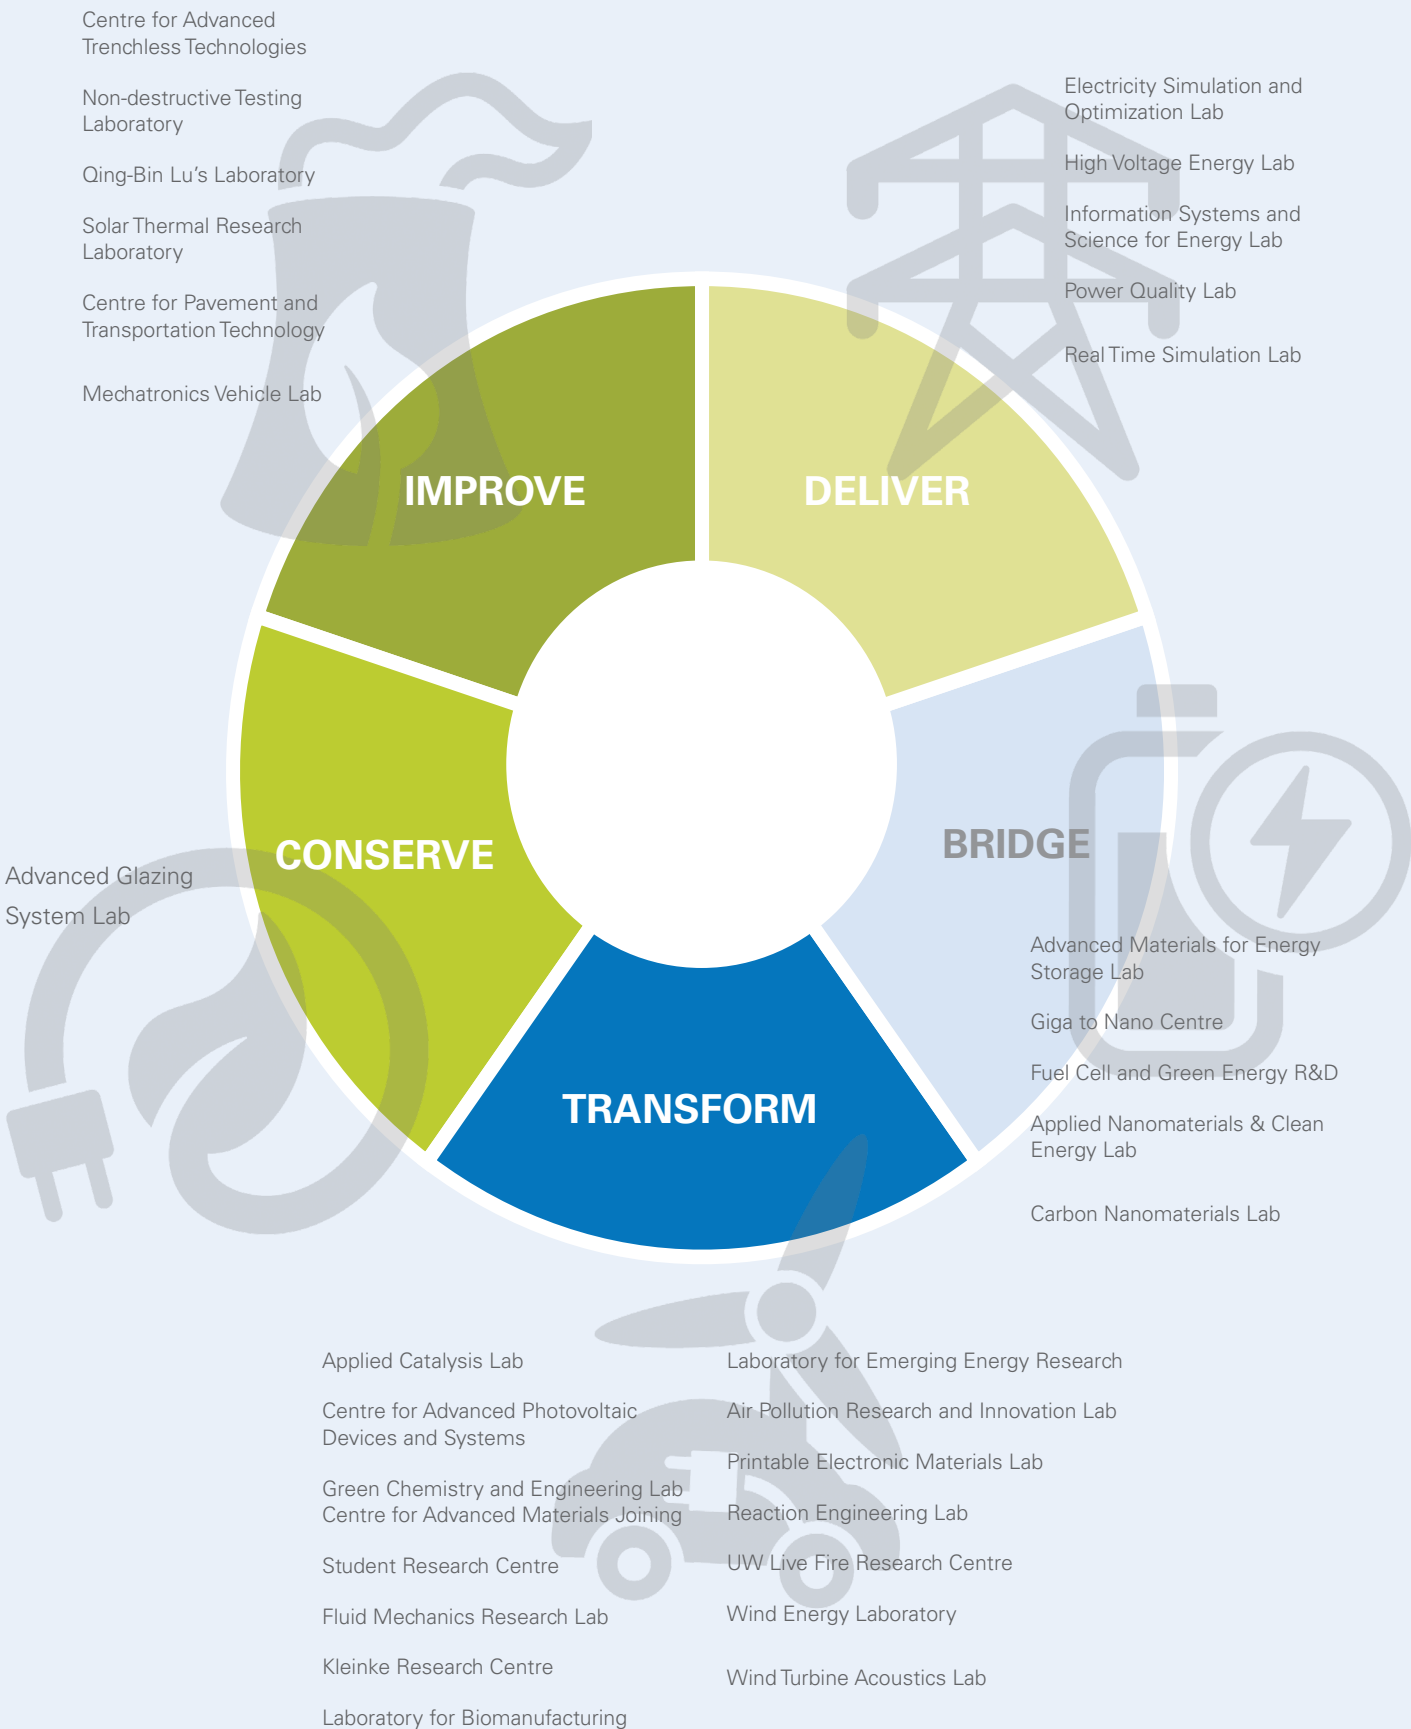 Centre for Advanced
Trenchless Technologies
Non-destructive Testing
Laboratory
Qing-Bin Lu’s Laboratory
Solar Thermal Research
Laboratory
Centre for Pavement and
Transportation Technology
Mechatronics Vehicle Lab
Electricity Simulation and
Optimization Lab
High Voltage Energy Lab
Information Systems and
Science for Energy Lab
Power Quality Lab
Real Time Simulation Lab
IMPROVE
DELIVER
CONSERVE
BRIDGE
TRANSFORM
Advanced Glazing
System Lab
Advanced Materials for Energy
Storage Lab
Giga to Nano Centre
Fuel Cell and Green Energy R&D
Applied Nanomaterials & Clean
Energy Lab
Carbon Nanomaterials Lab
Applied Catalysis Lab
Centre for Advanced Photovoltaic
Devices and Systems
Green Chemistry and Engineering Lab
Centre for Advanced Materials Joining
Student Research Centre
Fluid Mechanics Research Lab
Kleinke Research Centre
Laboratory for Biomanufacturing
Laboratory for Emerging Energy Research
Air Pollution Research and Innovation Lab
Printable Electronic Materials Lab
Reaction Engineering Lab
UW Live Fire Research Centre
Wind Energy Laboratory
Wind Turbine Acoustics Lab